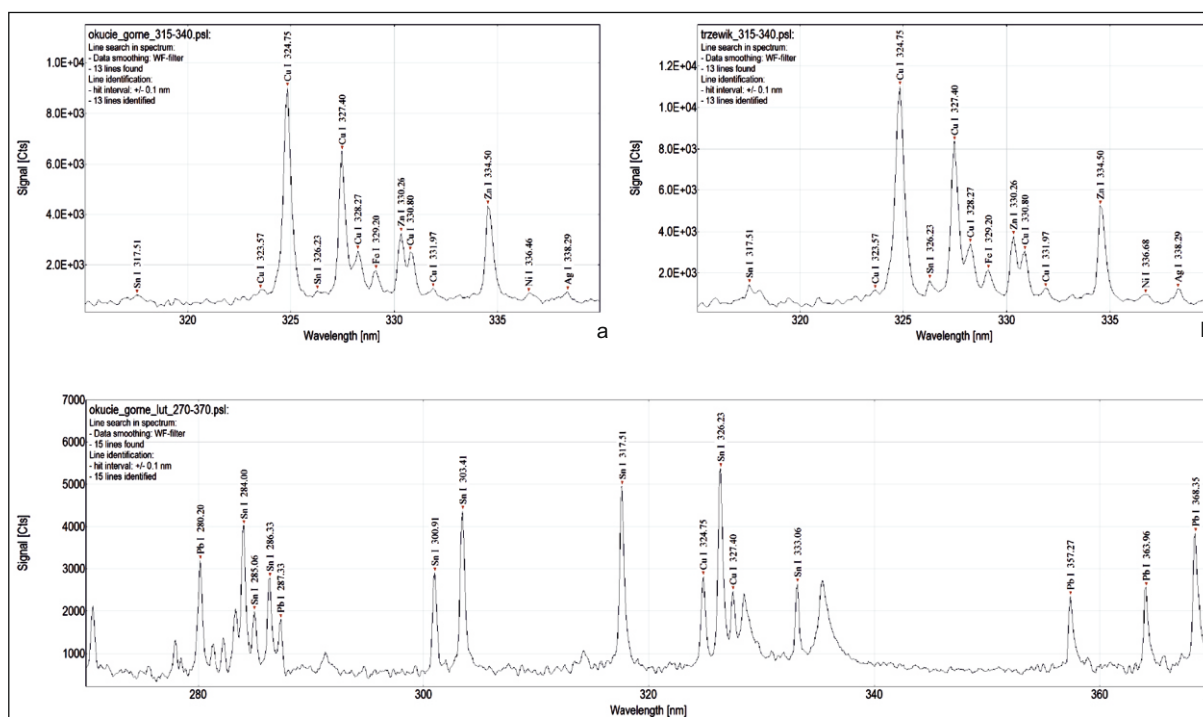 okucie_gorne_315-340.psl:
Line search in spectrum:
- Data smoothing: WF-filter
- 13 lines found
Line identification:
- hit interval: +/- 0.1 nm
- 13 lines identified
Signal [Cts]
1.0E+04
8.0E+03
6.0E+03
4.0E+03
2.0E+03
Sn I 317.51
Cu I 323.57
Cu I 324.75
Sn I 326.23
Cu I 327.40
Cu I 328.27
Fe I 329.20
Zn I 330.26
Cu I 330.80
Cu I 331.97
Zn I 334.50
Ni I 336.46
Ag I 338.29
320 325 330 335
Wavelength [nm]
a
trzewik_315-340.psl:
Line search in spectrum:
- Data smoothing: WF-filter
- 13 lines found
Line identification:
- hit interval: +/- 0.1 nm
- 13 lines identified
Signal [Cts]
1.2E+04
1.0E+04
8.0E+03
6.0E+03
4.0E+03
2.0E+03
Sn I 317.51
Cu I 323.57
Cu I 324.75
Sn I 326.23
Cu I 327.40
Cu I 328.27
Fe I 329.20
Zn I 330.26
Cu I 330.80
Cu I 331.97
Zn I 334.50
Ni I 336.68
Ag I 338.29
320 325 330 335
Wavelength [nm]
okucie_gorne_lut_270-370.psl:
Line search in spectrum:
- Data smoothing: WF-filter
- 15 lines found
Line identification:
- hit interval: +/- 0.1 nm
- 15 lines identified
Signal [Cts]
7000
6000
5000
4000
3000
2000
1000
Pb I 280.20
Sn I 284.00
Sn I 285.06
Sn I 286.33
Pb I 287.33
Sn I 300.91
Sn I 303.41
Sn I 317.51
Cu I 324.75
Sn I 326.23
Cu I 327.40
Sn I 333.06
Pb I 357.27
Pb I 363.96
Pb I 368.35
280 300 320 340 360
Wavelength [nm]